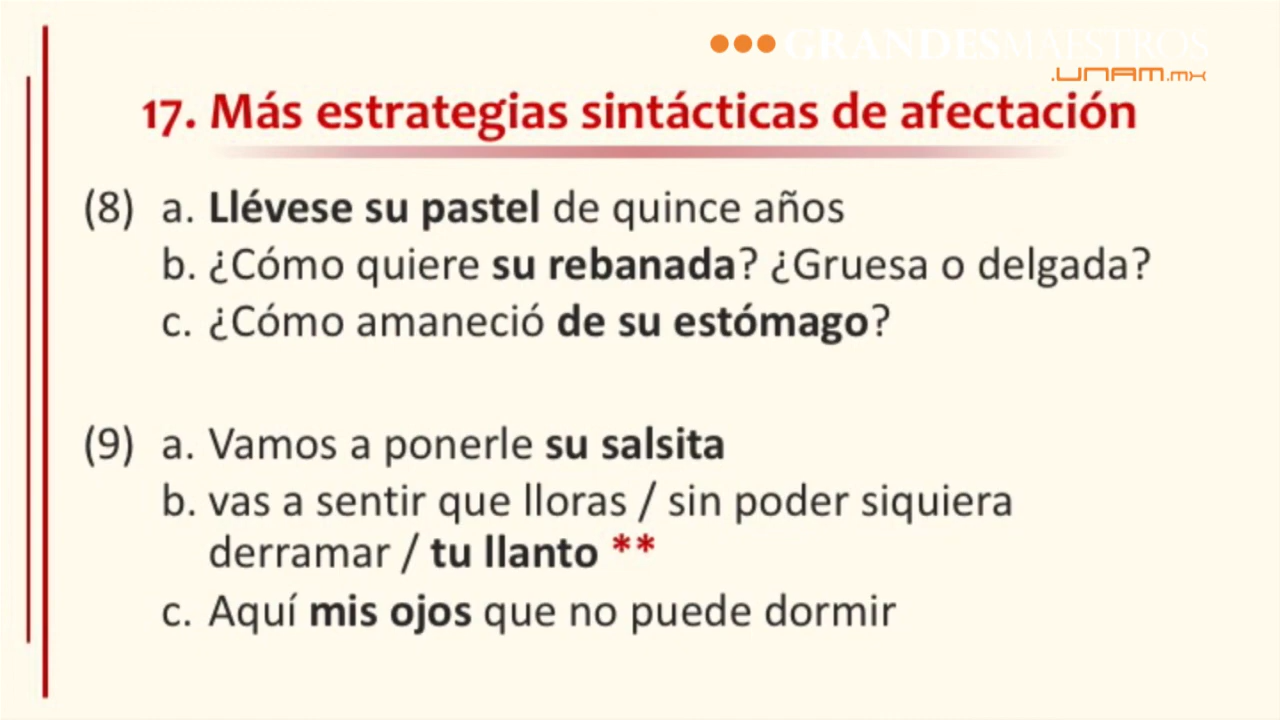 GRANDESMAESTROS
.UNAM.MX
17. Más estrategias sintácticas de afectación
(8) a. Llévese su pastel de quince años
b. ¿Cómo quiere su rebanada? ¿Gruesa o delgada?
c. ¿Cómo amaneció de su estómago?
(9) a. Vamos a ponerle su salsita
b. vas a sentir que lloras / sin poder siquiera
derramar / tu llanto **
c. Aquí mis ojos que no puede dormir